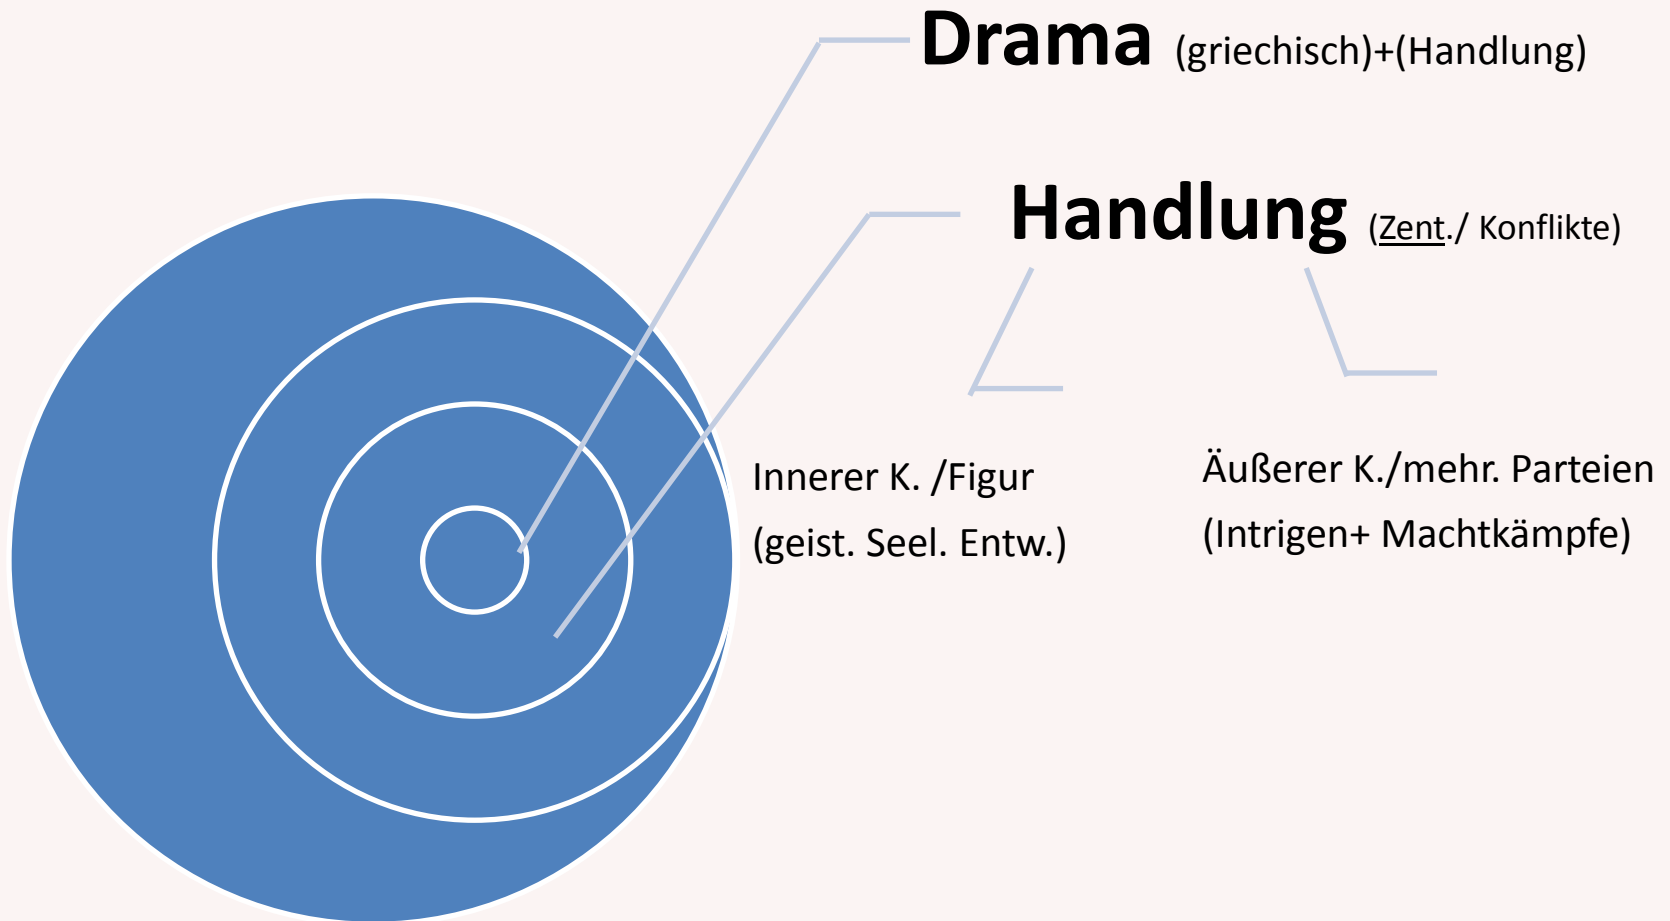 Drama (griechisch)+(Handlung)
Handlung (Zent./ Konflikte)
Innerer K. /Figur
(geist. Seel. Entw.)
Äußerer K./mehr. Parteien
(Intrigen+ Machtkämpfe)